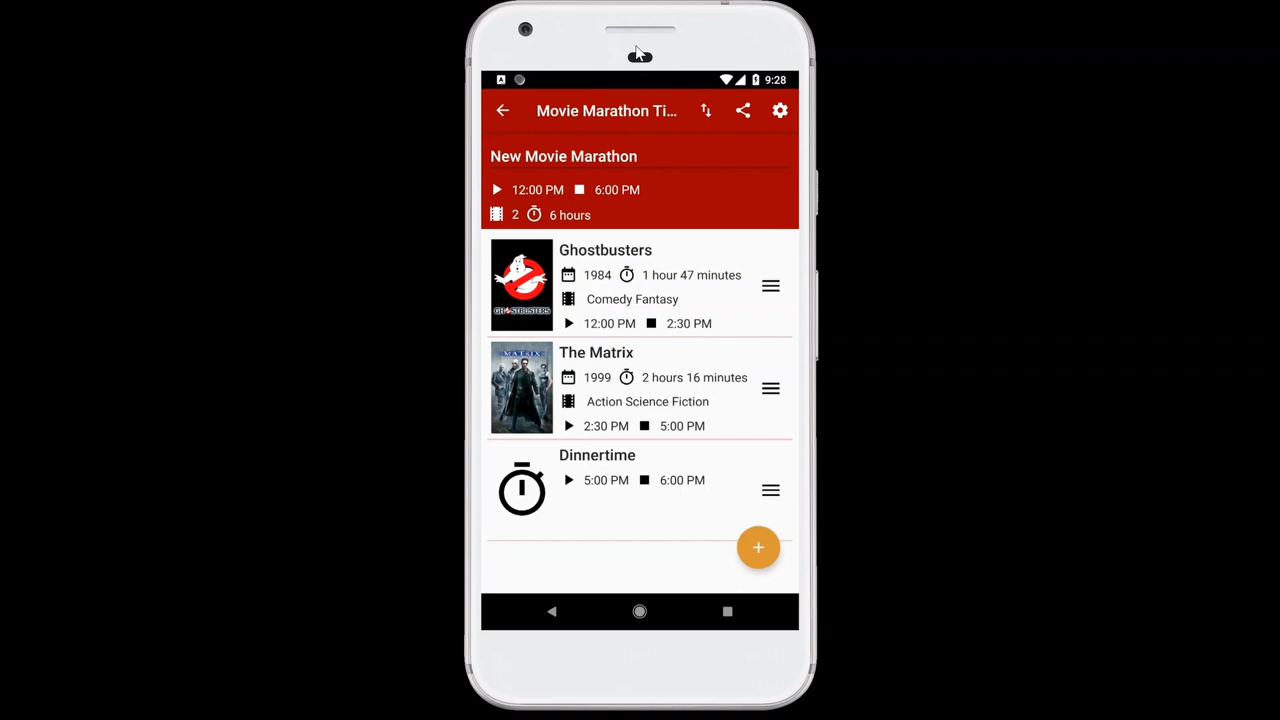 9:28
Movie Marathon Ti...
New Movie Marathon
12:00 PM 6:00 PM
2 6 hours
Ghostbusters
1984 1 hour 47 minutes
Comedy Fantasy
12:00 PM 2:30 PM
GHOSTBUSTERS
The Matrix
1999 2 hours 16 minutes
Action Science Fiction
2:30 PM 5:00 PM
MATRIX
Dinnertime
5:00 PM 6:00 PM